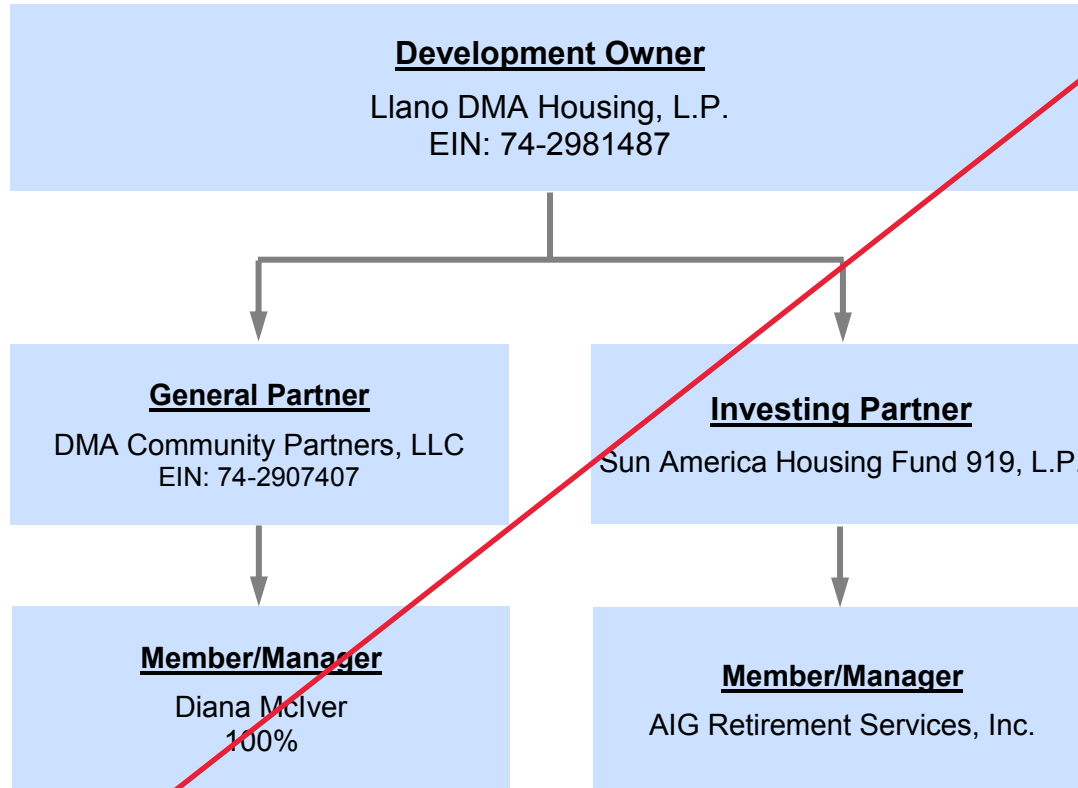 Development Owner
Llano DMA Housing, L.P.
EIN: 74-2981487
General Partner
DMA Community Partners, LLC
EIN: 74-2907407
Investing Partner
Sun America Housing Fund 919, L.P.
Member/Manager
Diana McIver
100%
Member/Manager
AIG Retirement Services, Inc.